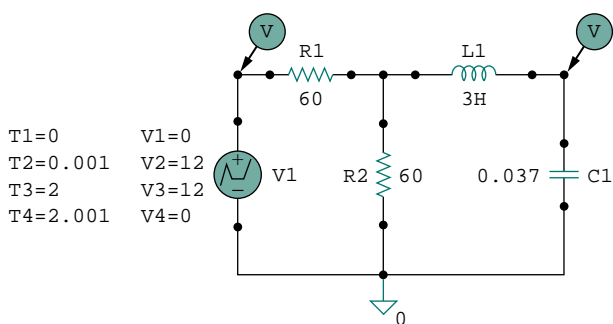 V
V
R1
L1
60
3H
T1=0 V1=0
T2=0.001 V2=12
T3=2 V3=12
T4=2.001 V4=0
+
−
V1
R2
60
0.037
C1
0